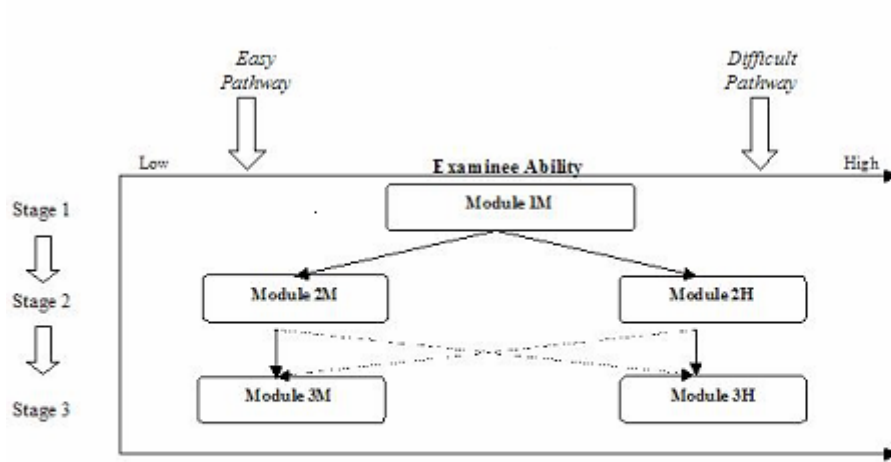 Easy
Pathway
Difficult
Pathway
Low
Examinee Ability
High
Stage 1
Module 1M
Stage 2
Module 2M
Module 2H
Stage 3
Module 3M
Module 3H